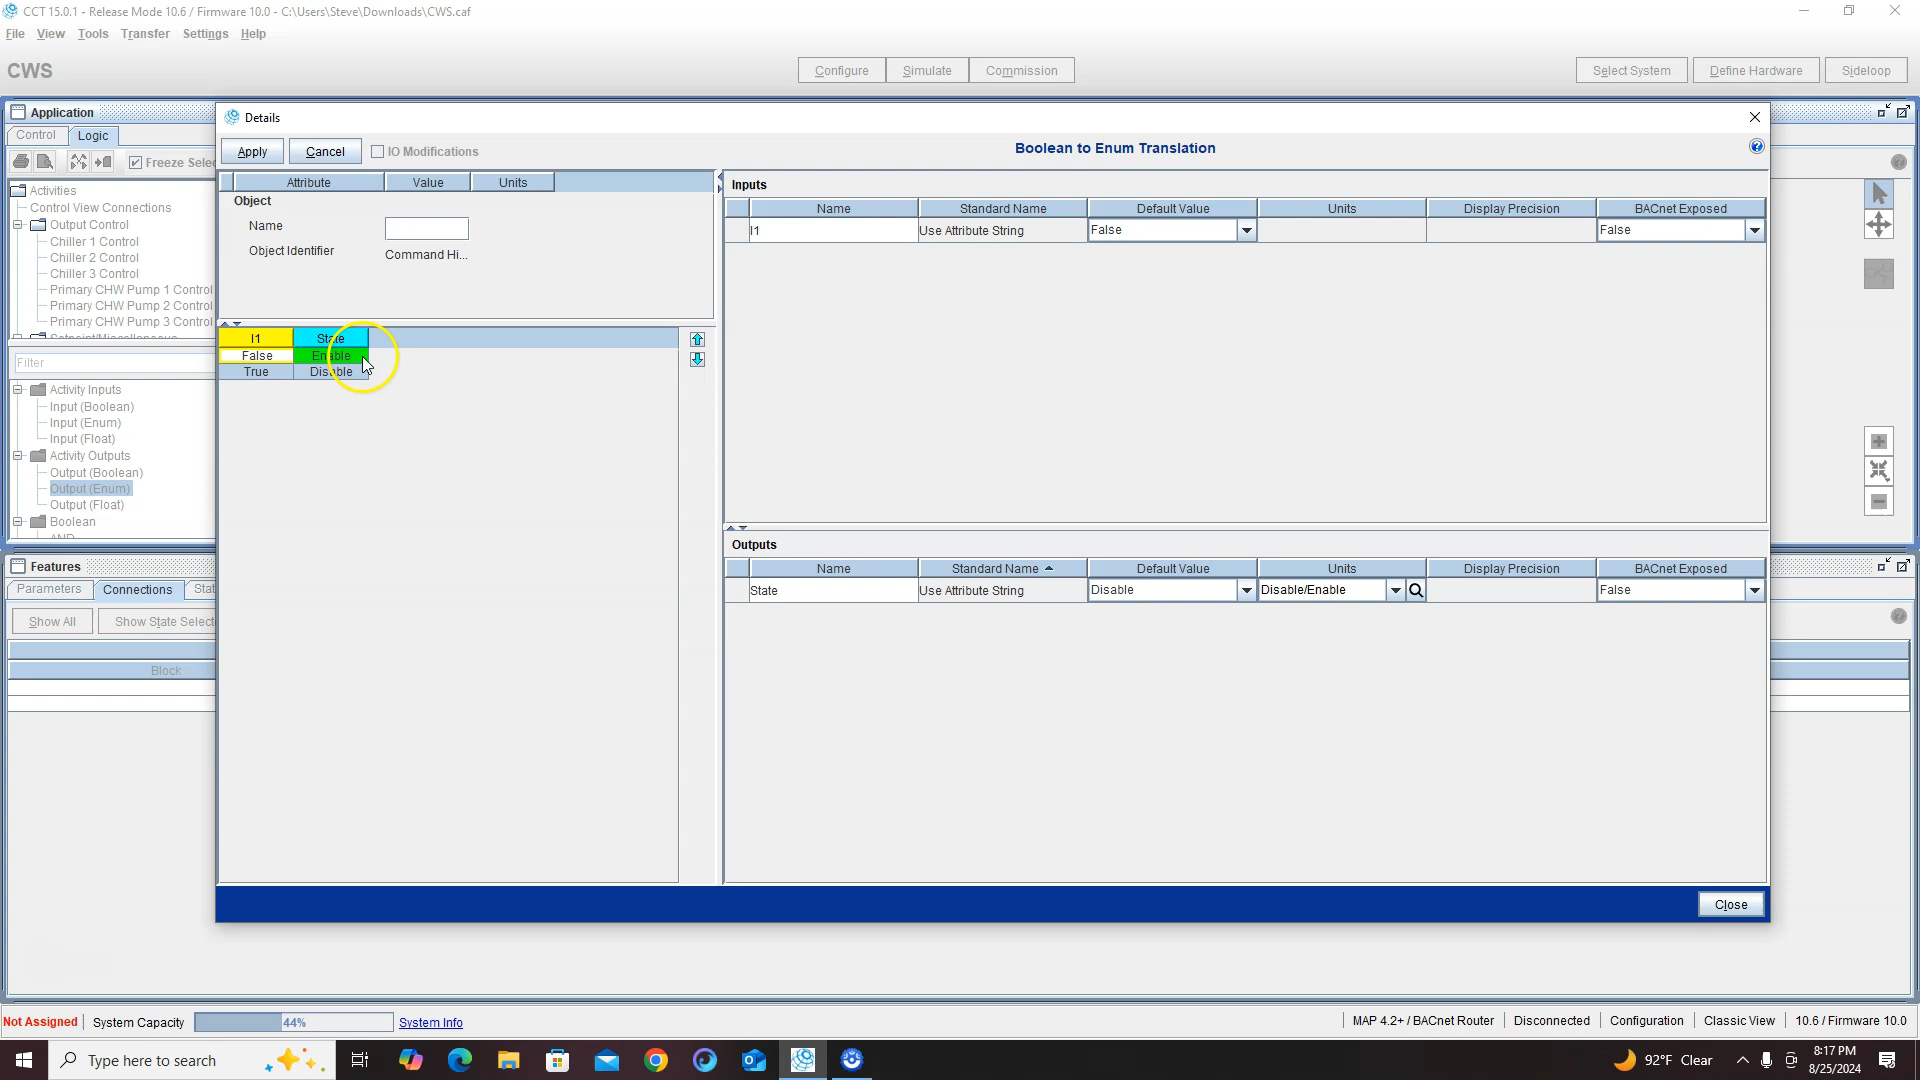 CCT 15.0.1 - Release Mode 10.6 / Firmware 10.0 - C:\Users\Steve\Downloads\CWS.caf
File View Tools Transfer Settings Help
CWS
Configure Simulate Commission
Select System Define Hardware Sideloop
Application
Control Logic
Freeze Selec
Activities
Control View Connections
Output Control
Chiller 1 Control
Chiller 2 Control
Chiller 3 Control
Primary CHW Pump 1 Control
Primary CHW Pump 2 Control
Primary CHW Pump 3 Control
Setpoint/Miscellaneous
Filter
Activity Inputs
Input (Boolean)
Input (Enum)
Input (Float)
Activity Outputs
Output (Boolean)
Output (Enum)
Output (Float)
Boolean
AND
Details
Apply Cancel IO Modifications
Boolean to Enum Translation
Attribute Value Units
Object
Name
Object Identifier Command Hi...
I1 State
False Enable
True Disable
Inputs
Name Standard Name Default Value Units Display Precision BACnet Exposed
I1 Use Attribute String False False
Outputs
Name Standard Name Default Value Units Display Precision BACnet Exposed
State Use Attribute String Disable Disable/Enable False
Close
Features
Parameters Connections Stat
Show All Show State Select
Block
Not Assigned System Capacity 44% System Info
MAP 4.2+ / BACnet Router Disconnected Configuration Classic View 10.6 / Firmware 10.0
Type here to search
92°F Clear
8:17 PM
8/25/2024